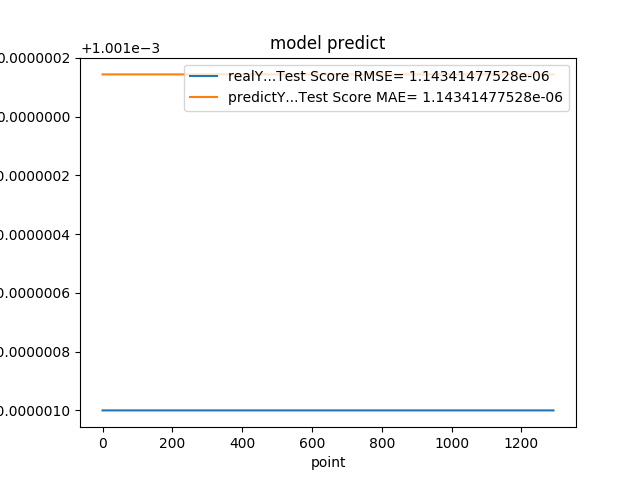 model predict
+1.001e−3
realY...Test Score RMSE= 1.14341477528e-06
predictY...Test Score MAE= 1.14341477528e-06
0.0000002
0.0000000
0.0000002
0.0000004
0.0000006
0.0000008
0.0000010
0 200 400 600 800 1000 1200
point